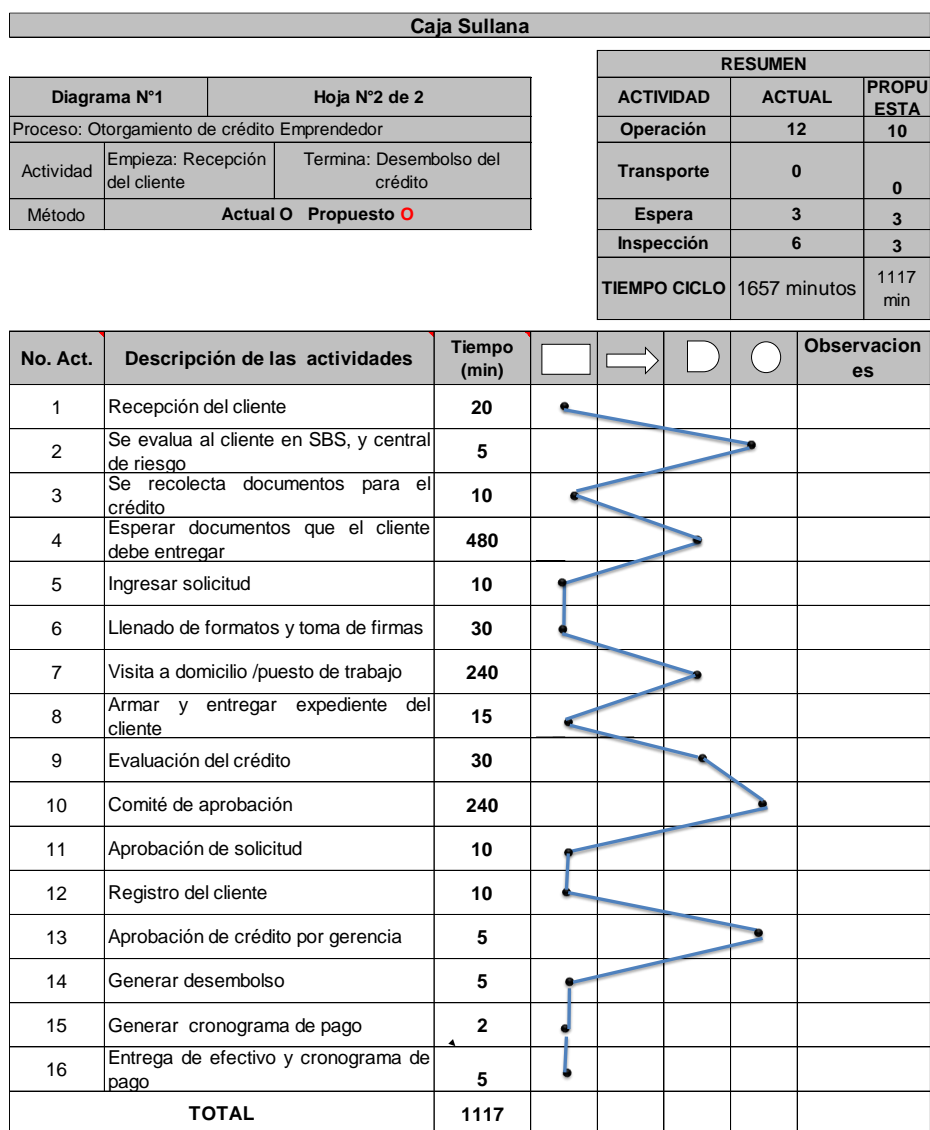 Caja Sullana
RESUMEN
Diagrama N°1
Hoja N°2 de 2
ACTIVIDAD
ACTUAL
PROPU
ESTA
Proceso: Otorgamiento de crédito Emprendedor
Operación
12
10
Actividad
Empieza: Recepción
del cliente
Termina: Desembolso del
crédito
Transporte
0
0
Método
Actual O Propuesto O
Espera
3
3
Inspección
6
3
TIEMPO CICLO
1657 minutos
1117
min
No. Act.
Descripción de las actividades
Tiempo
(min)
Observacion
es
1
Recepción del cliente
20
2
Se evalua al cliente en SBS, y central
de riesgo
5
3
Se recolecta documentos para el
crédito
10
4
Esperar documentos que el cliente
debe entregar
480
5
Ingresar solicitud
10
6
Llenado de formatos y toma de firmas
30
7
Visita a domicilio /puesto de trabajo
240
8
Armar y entregar expediente del
cliente
15
9
Evaluación del crédito
30
10
Comité de aprobación
240
11
Aprobación de solicitud
10
12
Registro del cliente
10
13
Aprobación de crédito por gerencia
5
14
Generar desembolso
5
15
Generar cronograma de pago
2
16
Entrega de efectivo y cronograma de
pago
5
TOTAL
1117